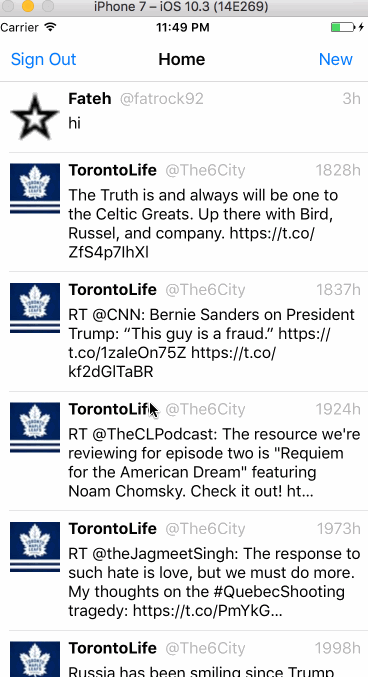 iPhone 7 – iOS 10.3 (14E269)
Carrier 11:49 PM
Sign Out Home New
Fateh @fatrock92 3h
hi
TorontoLife @The6City 1828h
The Truth is and always will be one to
the Celtic Greats. Up there with Bird,
Russel, and company. https://t.co/
ZfS4p7IhXl
TorontoLife @The6City 1837h
RT @CNN: Bernie Sanders on President
Trump: “This guy is a fraud.” https://
t.co/1zaleOn75Z https://t.co/
kf2dGlTaBR
TorontoLife @The6City 1924h
RT @TheCLPodcast: The resource we're
reviewing for episode two is "Requiem
for the American Dream" featuring
Noam Chomsky. Check it out! ht...
TorontoLife @The6City 1973h
RT @theJagmeetSingh: The response to
such hate is love, but we must do more.
My thoughts on the #QuebecShooting
tragedy: https://t.co/PmYkG...
TorontoLife @The6City 1998h
Russia has been smiling since Trump